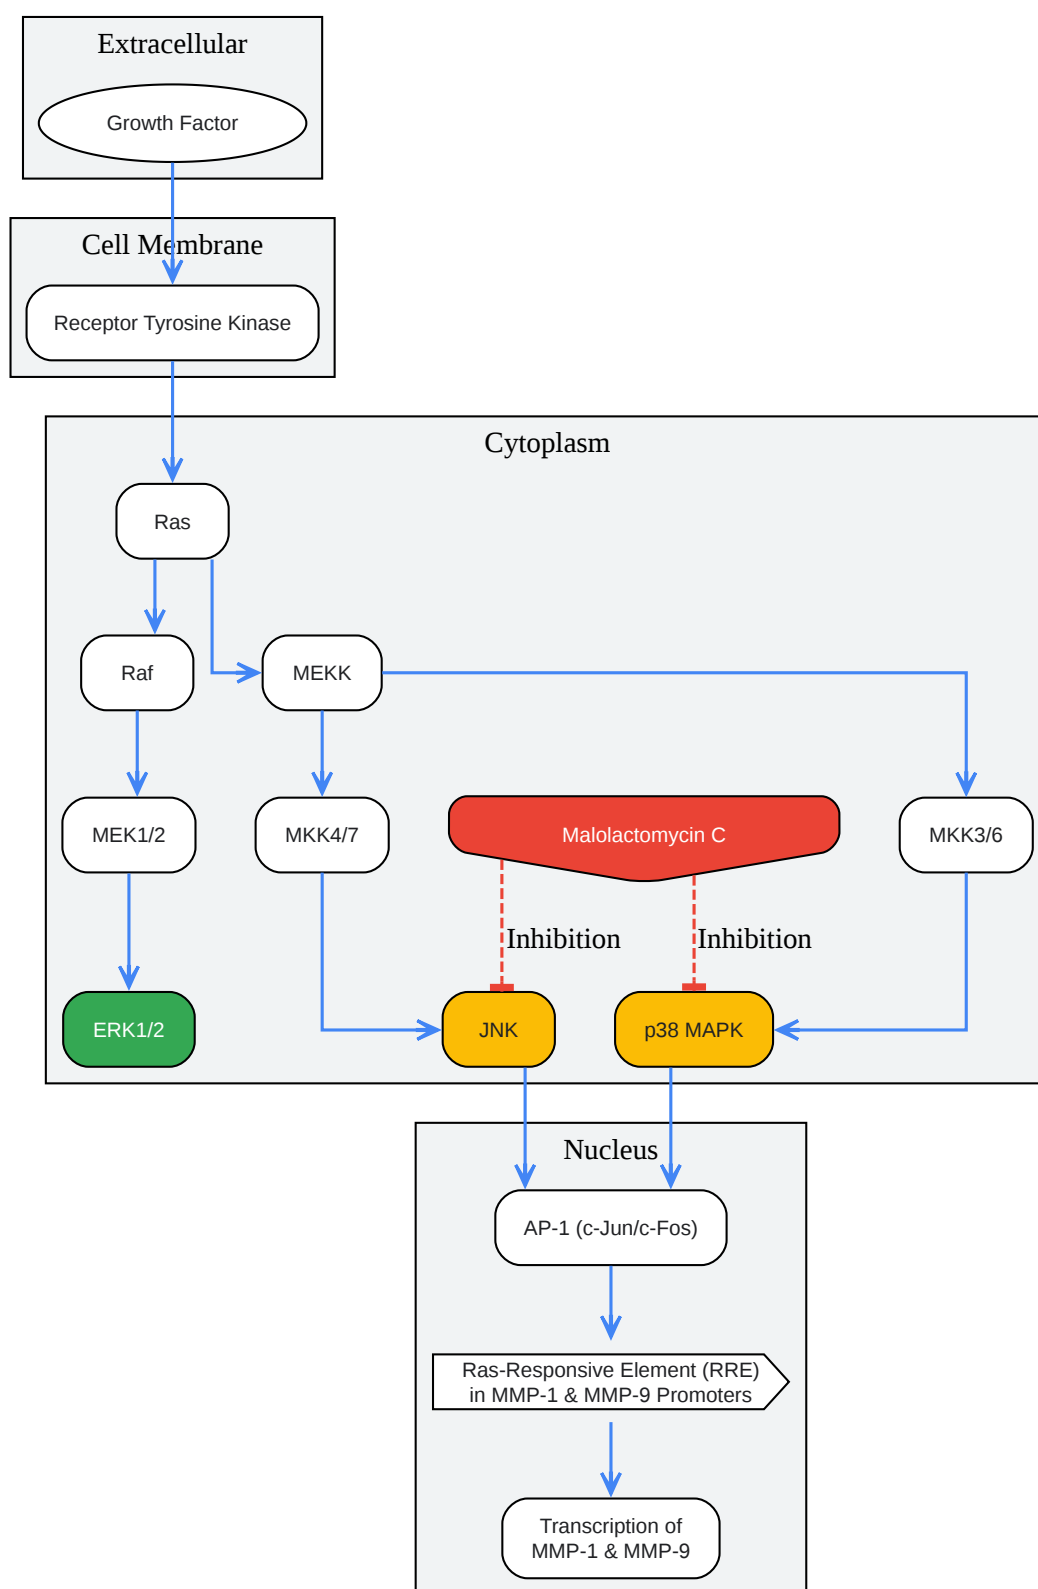 Extracellular
Growth Factor
Cell Membrane
Receptor Tyrosine Kinase
Cytoplasm
Ras
Raf
MEKK
MEK1/2
MKK4/7
Malolactomycin C
MKK3/6
Inhibition
Inhibition
ERK1/2
JNK
p38 MAPK
Nucleus
AP-1 (c-Jun/c-Fos)
Ras-Responsive Element (RRE)
in MMP-1 & MMP-9 Promoters
Transcription of
MMP-1 & MMP-9